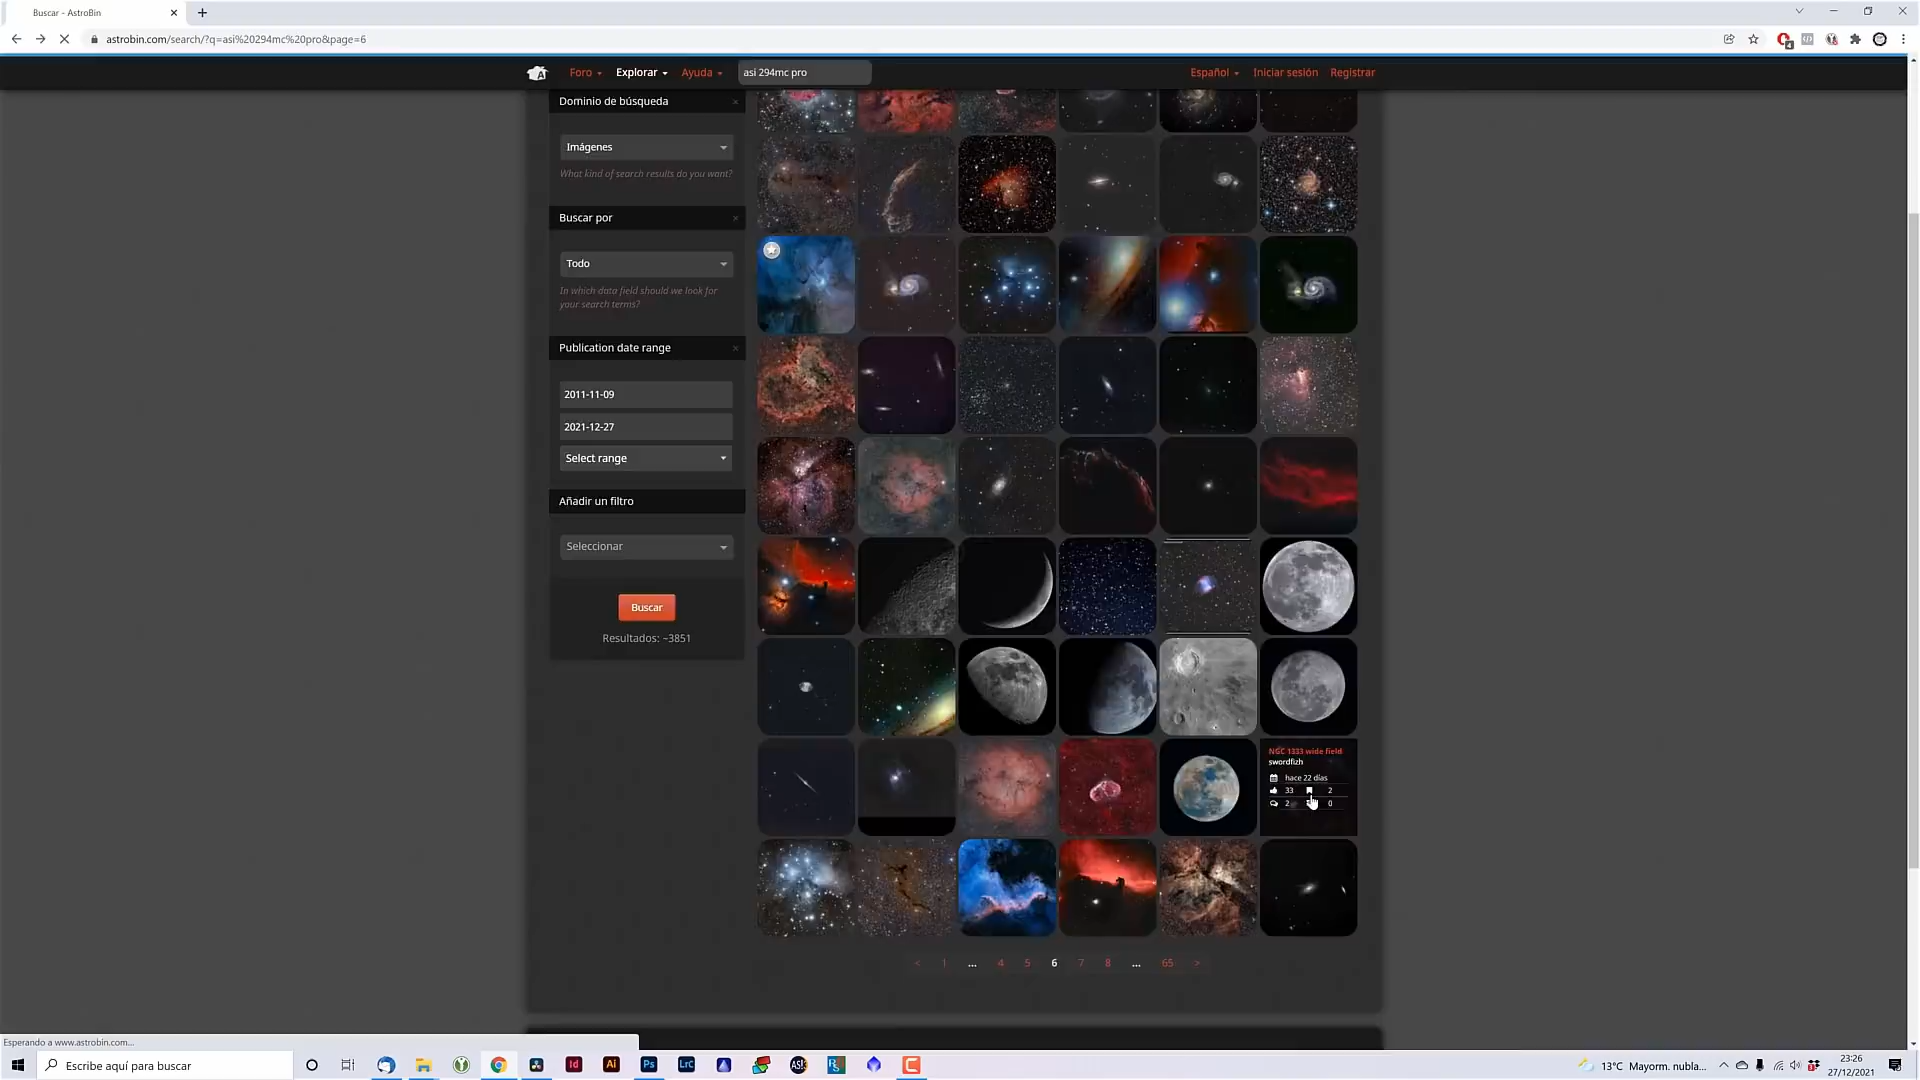 Buscar - AstroBin
astrobin.com/search/?q=asi%20294mc%20pro&page=6
Foro
Explorar
Ayuda
asi 294mc pro
Español
Iniciar sesión
Registrar
Dominio de búsqueda
Imágenes
What kind of search results do you want?
Buscar por
Todo
In which data field should we look for
your search terms?
Publication date range
2011-11-09
2021-12-27
Select range
Añadir un filtro
Seleccionar
Buscar
Resultados: ~3851
NGC 1333 wide field
swordfizh
hace 22 días
33 2
2 0
< 1 ... 4 5 6 7 8 ... 65 >
Esperando a www.astrobin.com...
Escribe aquí para buscar
Id
Ai
Ps
LrC
13°C Mayorm. nubla...
23:26
27/12/2021